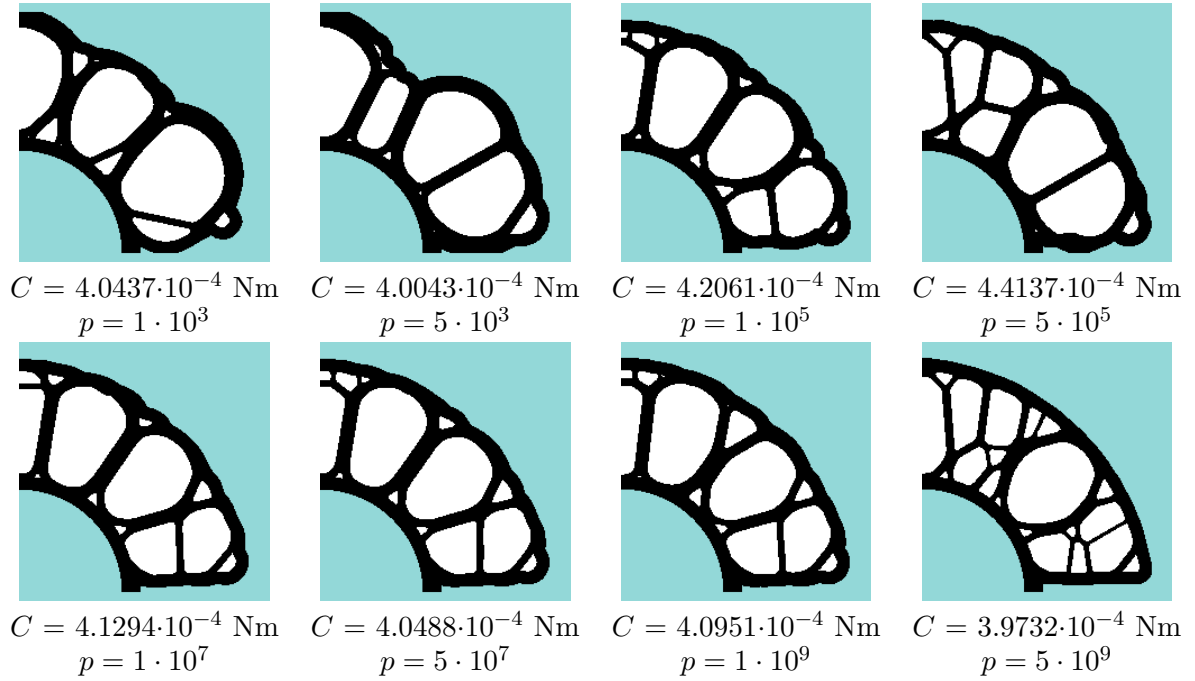 C = 4.0437·10⁻⁴ Nm C = 4.0043·10⁻⁴ Nm C = 4.2061·10⁻⁴ Nm C = 4.4137·10⁻⁴ Nm
p = 1 · 10³ p = 5 · 10³ p = 1 · 10⁵ p = 5 · 10⁵
C = 4.1294·10⁻⁴ Nm C = 4.0488·10⁻⁴ Nm C = 4.0951·10⁻⁴ Nm C = 3.9732·10⁻⁴ Nm
p = 1 · 10⁷ p = 5 · 10⁷ p = 1 · 10⁹ p = 5 · 10⁹